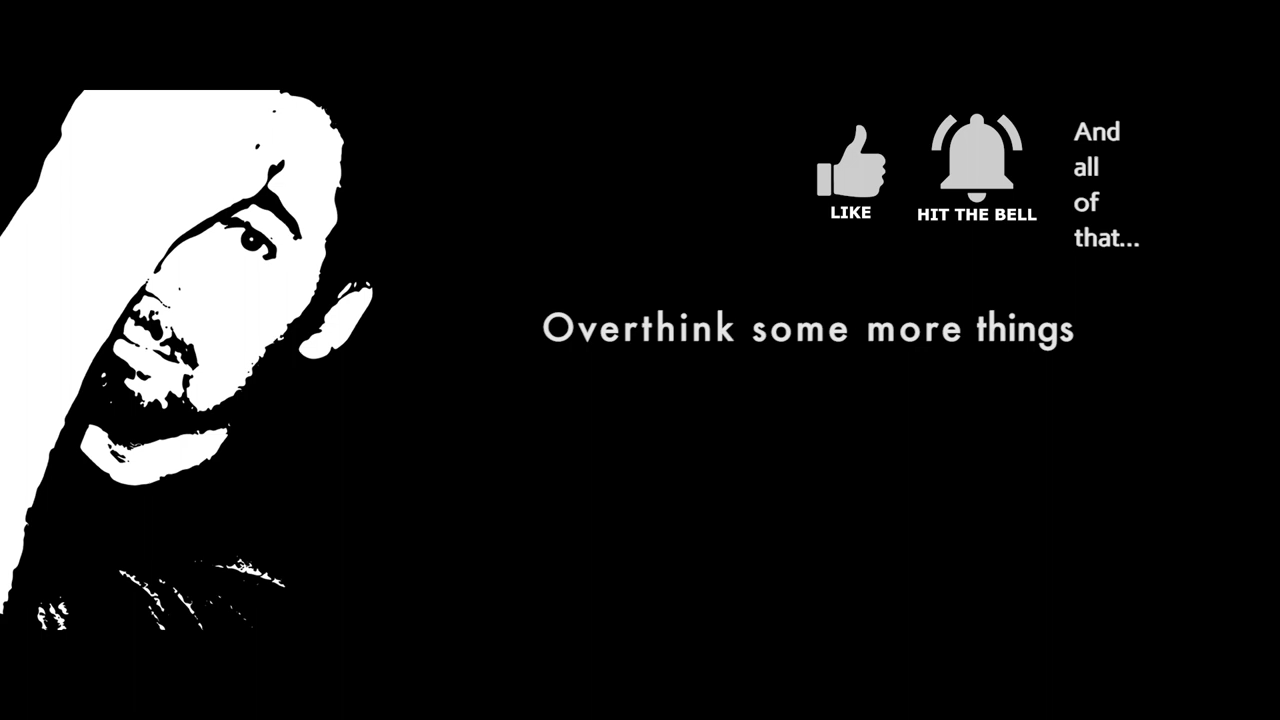 LIKE
HIT THE BELL
And
all
of
that...
Overthink some more things